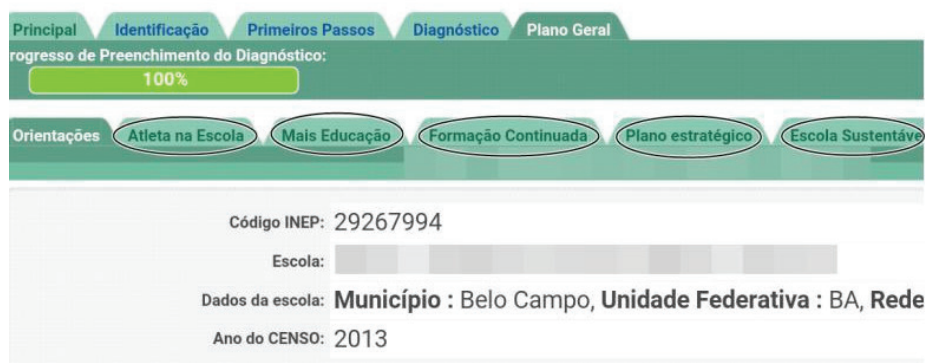 Principal Identificação Primeiros Passos Diagnóstico Plano Geral
rogresso de Preenchimento do Diagnóstico:
100%
Orientações Atleta na Escola Mais Educação Formação Continuada Plano estratégico Escola Sustentáve
Código INEP: 29267994
Escola:
Dados da escola: Município : Belo Campo, Unidade Federativa : BA, Rede
Ano do CENSO: 2013